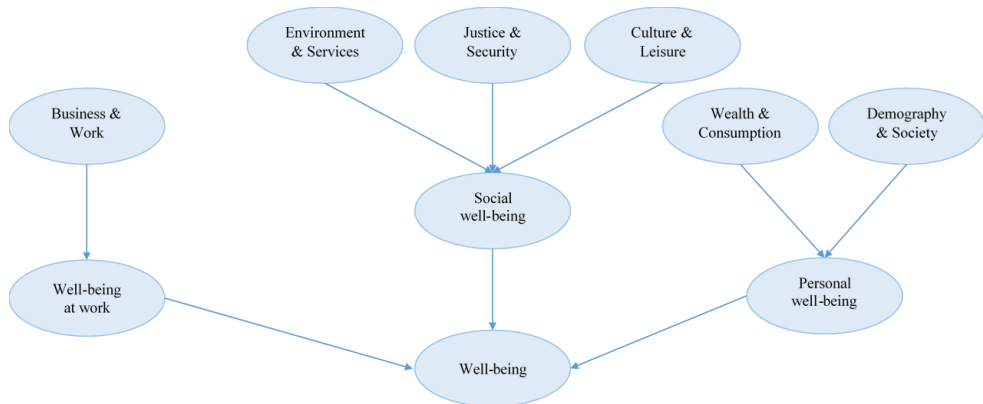 Environment
& Services
Justice &
Security
Culture &
Leisure
Business &
Work
Wealth &
Consumption
Demography
& Society
Social
well-being
Well-being
at work
Personal
well-being
Well-being